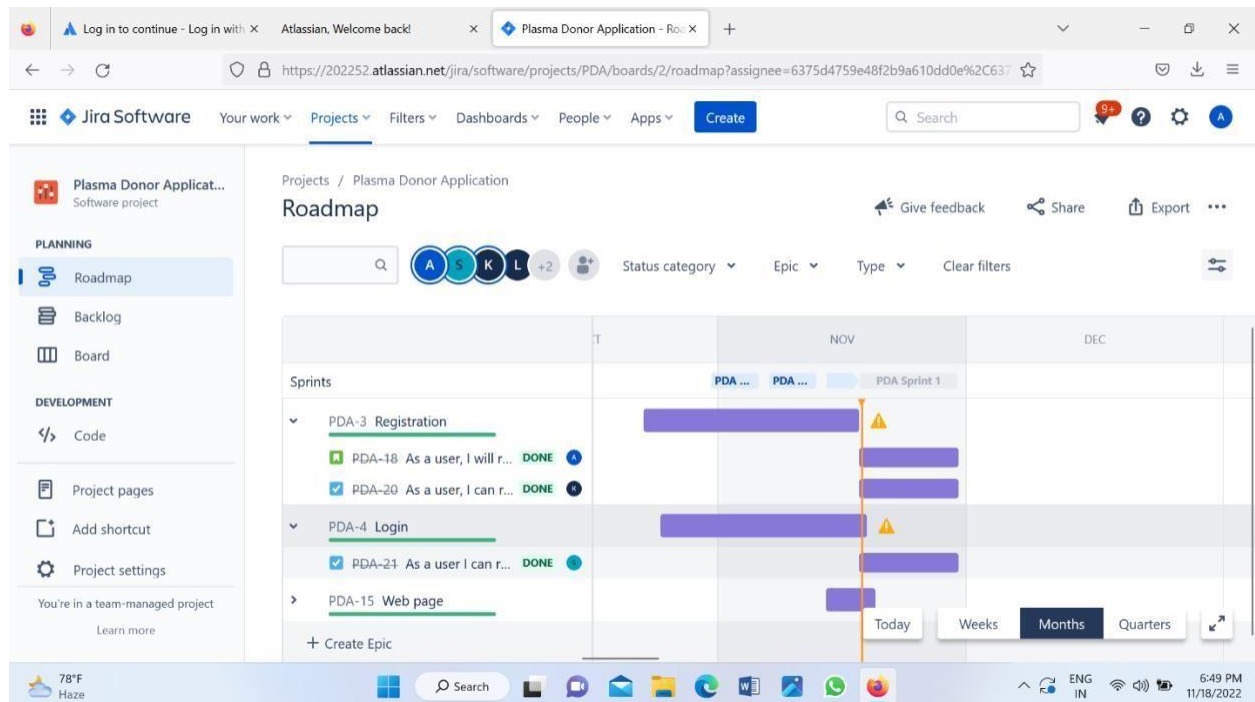 Log in to continue - Log in with
Atlassian, Welcome back!
Plasma Donor Application - Roa
https://202252.atlassian.net/jira/software/projects/PDA/boards/2/roadmap?assignee=6375d4759e48f2b9a610dd0e%2C637
Jira Software Your work Projects Filters Dashboards People Apps Create Search 9+ A
Plasma Donor Applicat...
Software project
PLANNING
Roadmap
Backlog
Board
DEVELOPMENT
Code
Project pages
Add shortcut
Project settings
You're in a team-managed project
Learn more
Projects / Plasma Donor Application
Roadmap
Give feedback Share Export
A S K L +2 Status category Epic Type Clear filters
NOV DEC
Sprints PDA ... PDA ... PDA Sprint 1
PDA-3 Registration
PDA-18 As a user, I will r... DONE A
PDA-20 As a user, I can r... DONE K
PDA-4 Login
PDA-21 As a user I can r... DONE S
PDA-15 Web page
+ Create Epic
Today Weeks Months Quarters
78°F
Haze
Search
ENG
IN
6:49 PM
11/18/2022